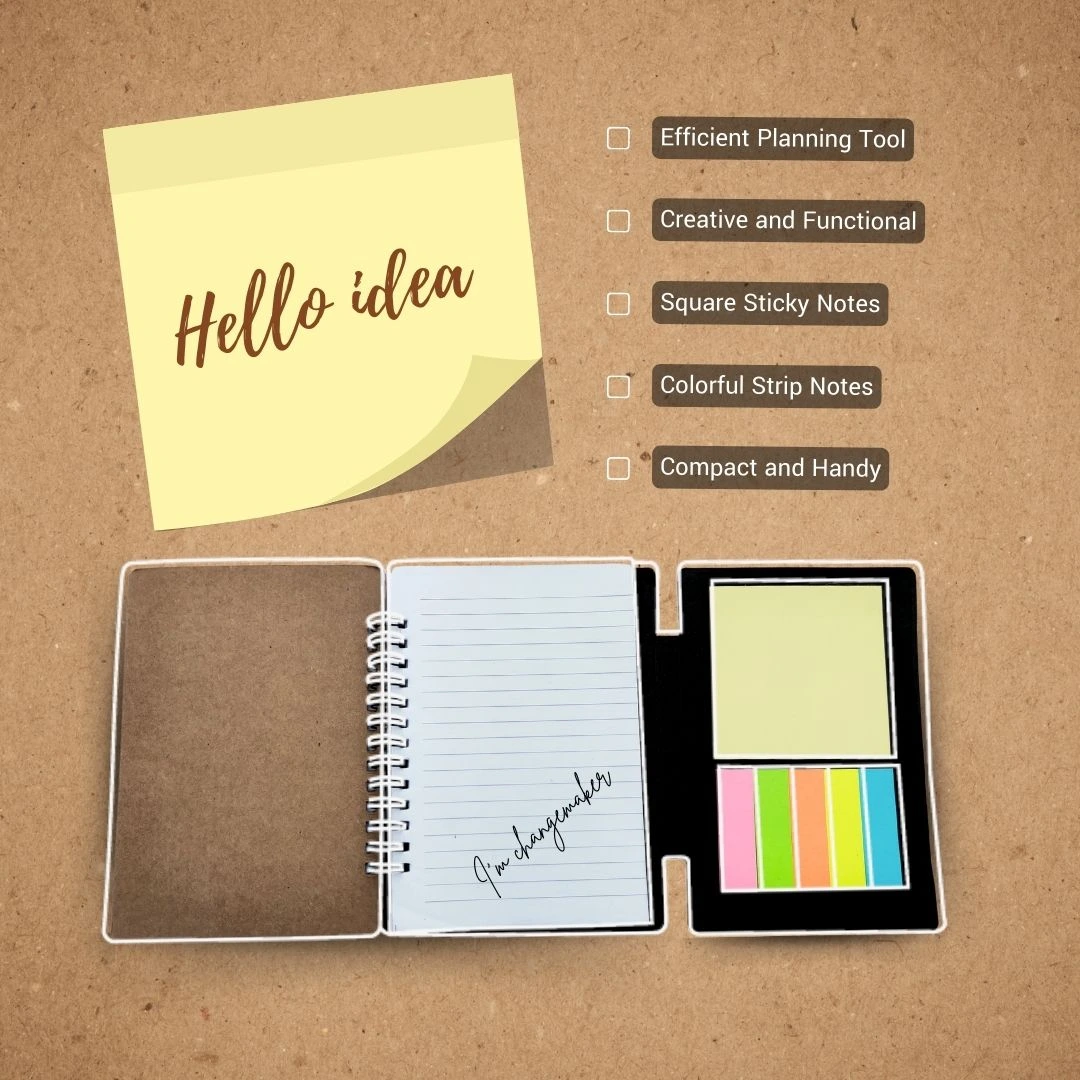 Hello idea
Efficient Planning Tool
Creative and Functional
Square Sticky Notes
Colorful Strip Notes
Compact and Handy
I'm changemaker